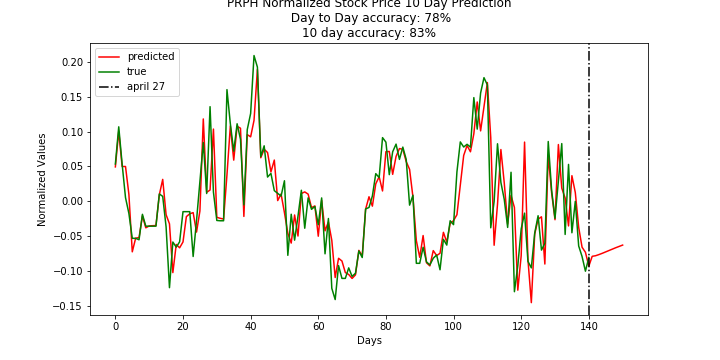 PRPH Normalized Stock Price 10 Day Prediction
Day to Day accuracy: 78%
10 day accuracy: 83%
predicted
true
april 27
Normalized Values
0.20
0.15
0.10
0.05
0.00
−0.05
−0.10
−0.15
0 20 40 60 80 100 120 140
Days